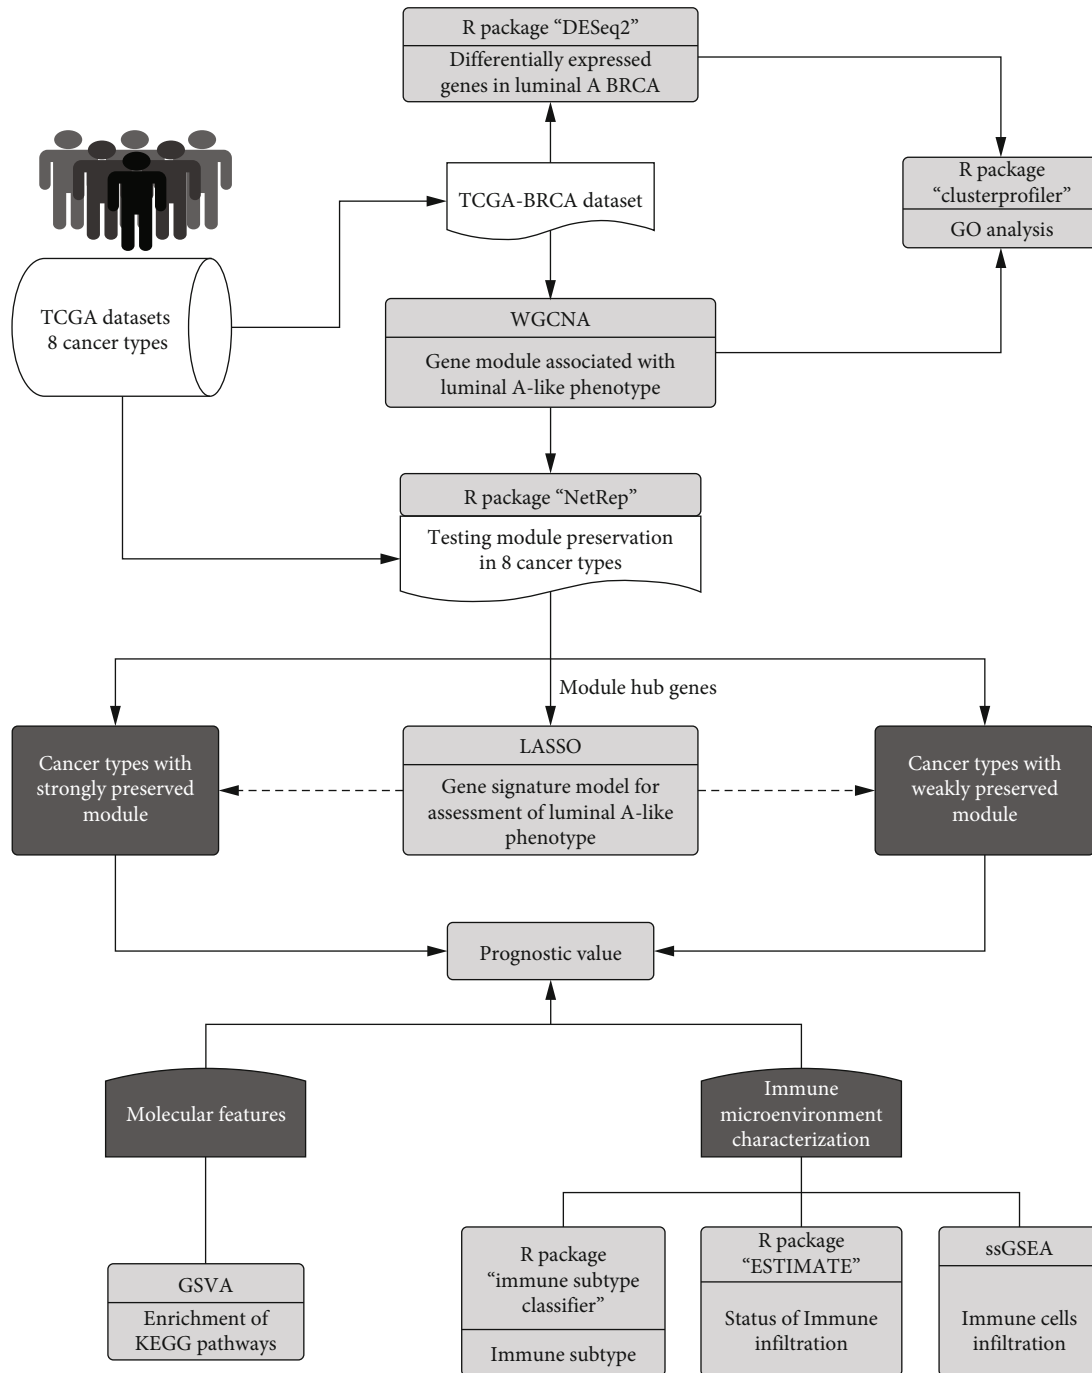 R package “DESeq2”
Differentially expressed
genes in luminal A BRCA
TCGA-BRCA dataset
R package
“clusterprofiler”
GO analysis
TCGA datasets
8 cancer types
WGCNA
Gene module associated with
luminal A-like phenotype
R package “NetRep”
Testing module preservation
in 8 cancer types
Module hub genes
Cancer types with
strongly preserved
module
LASSO
Gene signature model for
assessment of luminal A-like
phenotype
Cancer types with
weakly preserved
module
Prognostic value
Molecular features
Immune
microenvironment
characterization
GSVA
Enrichment of
KEGG pathways
R package
“immune subtype
classifier”
Immune subtype
R package
“ESTIMATE”
Status of Immune
infiltration
ssGSEA
Immune cells
infiltration